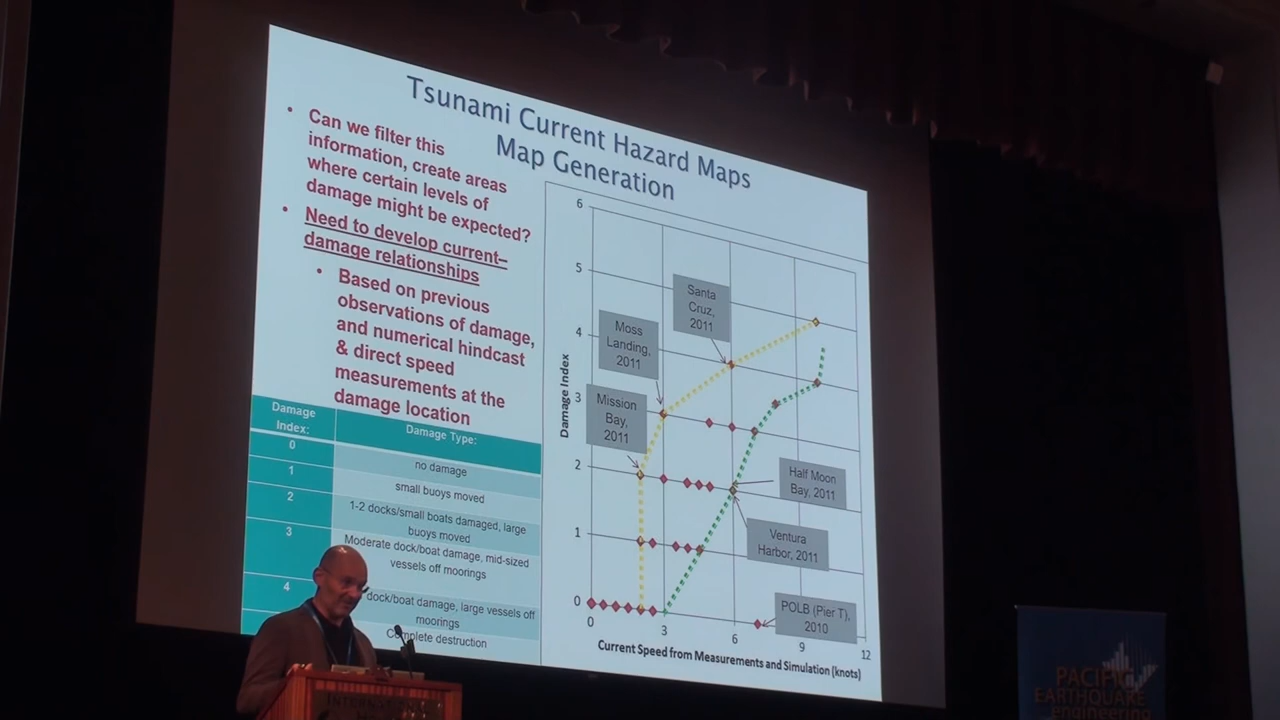 Tsunami Current Hazard Maps
Map Generation
• Can we filter this
information, create areas
where certain levels of
damage might be expected?
• Need to develop current–
damage relationships
• Based on previous
observations of damage,
and numerical hindcast
& direct speed
measurements at the
damage location
Damage
Index:
Damage Type:
0
no damage
1
small buoys moved
2
1-2 docks/small boats damaged, large
buoys moved
3
Moderate dock/boat damage, mid-sized
vessels off moorings
4
dock/boat damage, large vessels off
moorings
Complete destruction
Damage Index
6
5
4
3
2
1
0
Santa
Cruz,
2011
Moss
Landing,
2011
Mission
Bay,
2011
Half Moon
Bay, 2011
Ventura
Harbor, 2011
POLB (Pier T),
2010
0
3
6
9
12
Current Speed from Measurements and Simulation (knots)
PACIFIC
EARTHQUAKE
engineering